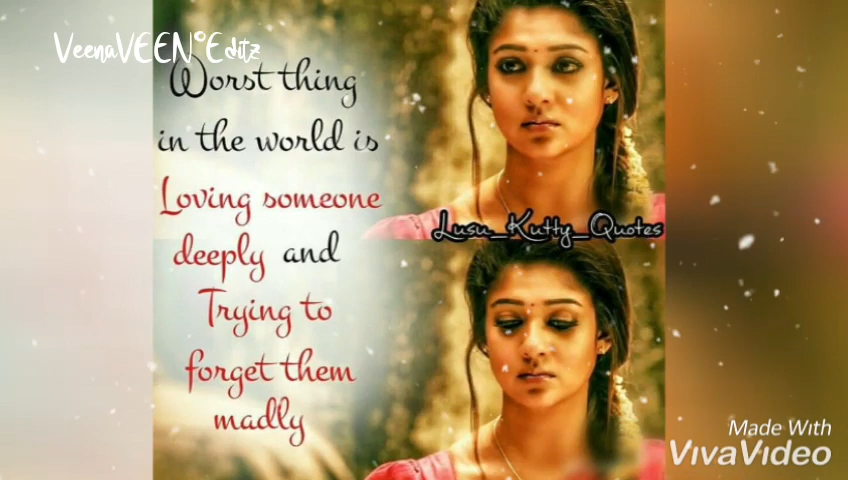 VeenaVEEN°Editz
Worst thing
in the world is
Loving someone
deeply and
Trying to
forget them
madly
Lusu_Kutty_Quotes
Made With
VivaVideo